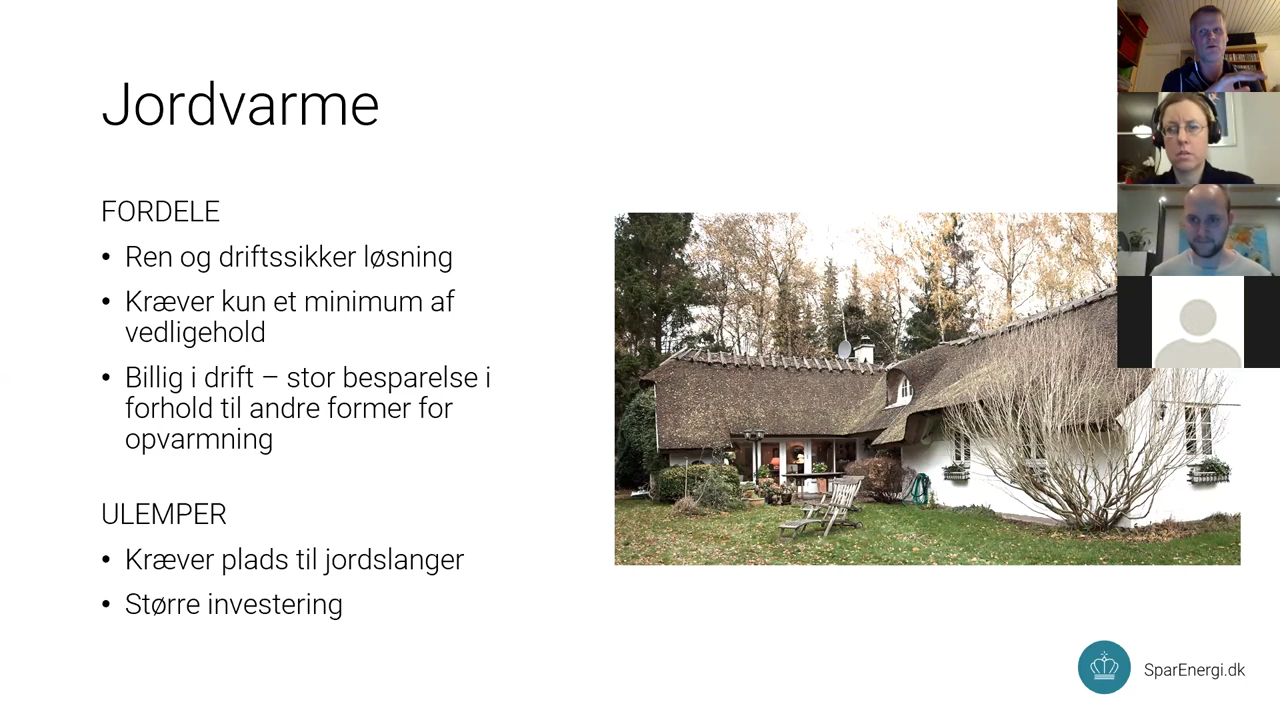 Jordvarme
FORDELE
• Ren og driftssikker løsning
• Kræver kun et minimum af
vedligehold
• Billig i drift – stor besparelse i
forhold til andre former for
opvarmning
ULEMPER
• Kræver plads til jordslanger
• Større investering
SparEnergi.dk